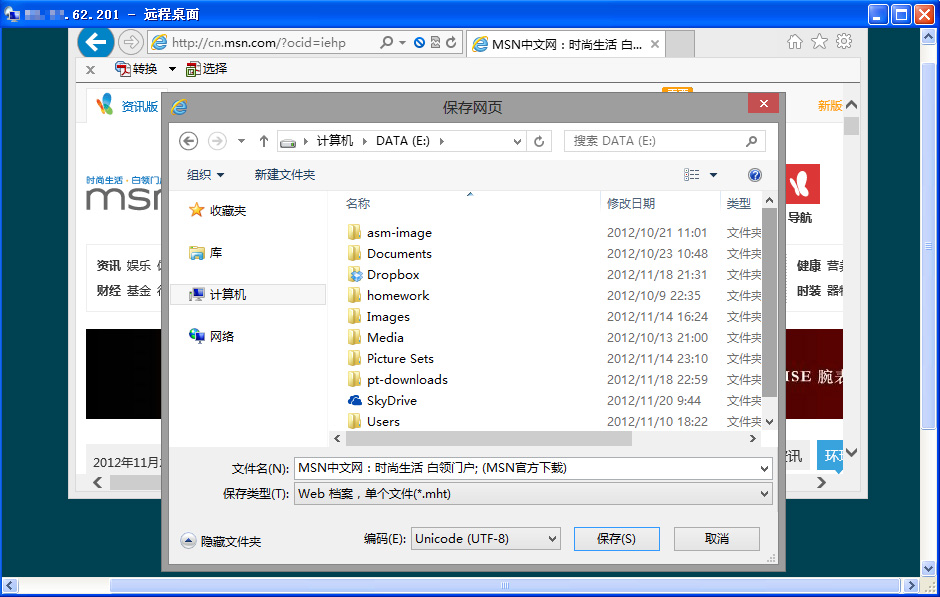 .62.201 - 远程桌面
http://cn.msn.com/?ocid=iehp
MSN中文网：时尚生活 白...
转换
选择
资讯版
新版
保存网页
计算机
DATA (E:)
搜索 DATA (E:)
组织
新建文件夹
时尚生活·白领门户
msn
导航
收藏夹
库
计算机
网络
名称 修改日期 类型
asm-image 2012/10/21 11:01 文件夹
Documents 2012/10/23 10:48 文件夹
Dropbox 2012/11/18 21:31 文件夹
homework 2012/10/9 22:35 文件夹
Images 2012/11/14 16:24 文件夹
Media 2012/10/13 21:00 文件夹
Picture Sets 2012/11/14 23:10 文件夹
pt-downloads 2012/11/18 22:59 文件夹
SkyDrive 2012/11/20 9:44 文件夹
Users 2012/11/10 18:22 文件夹
资讯 娱乐
财经 基金
健康 营养
时装
ISE 腕表
2012年11月
资讯
文件名(N): MSN中文网：时尚生活 白领门户; (MSN官方下载)
保存类型(T): Web 档案，单个文件(*.mht)
隐藏文件夹
编码(E): Unicode (UTF-8)
保存(S)
取消